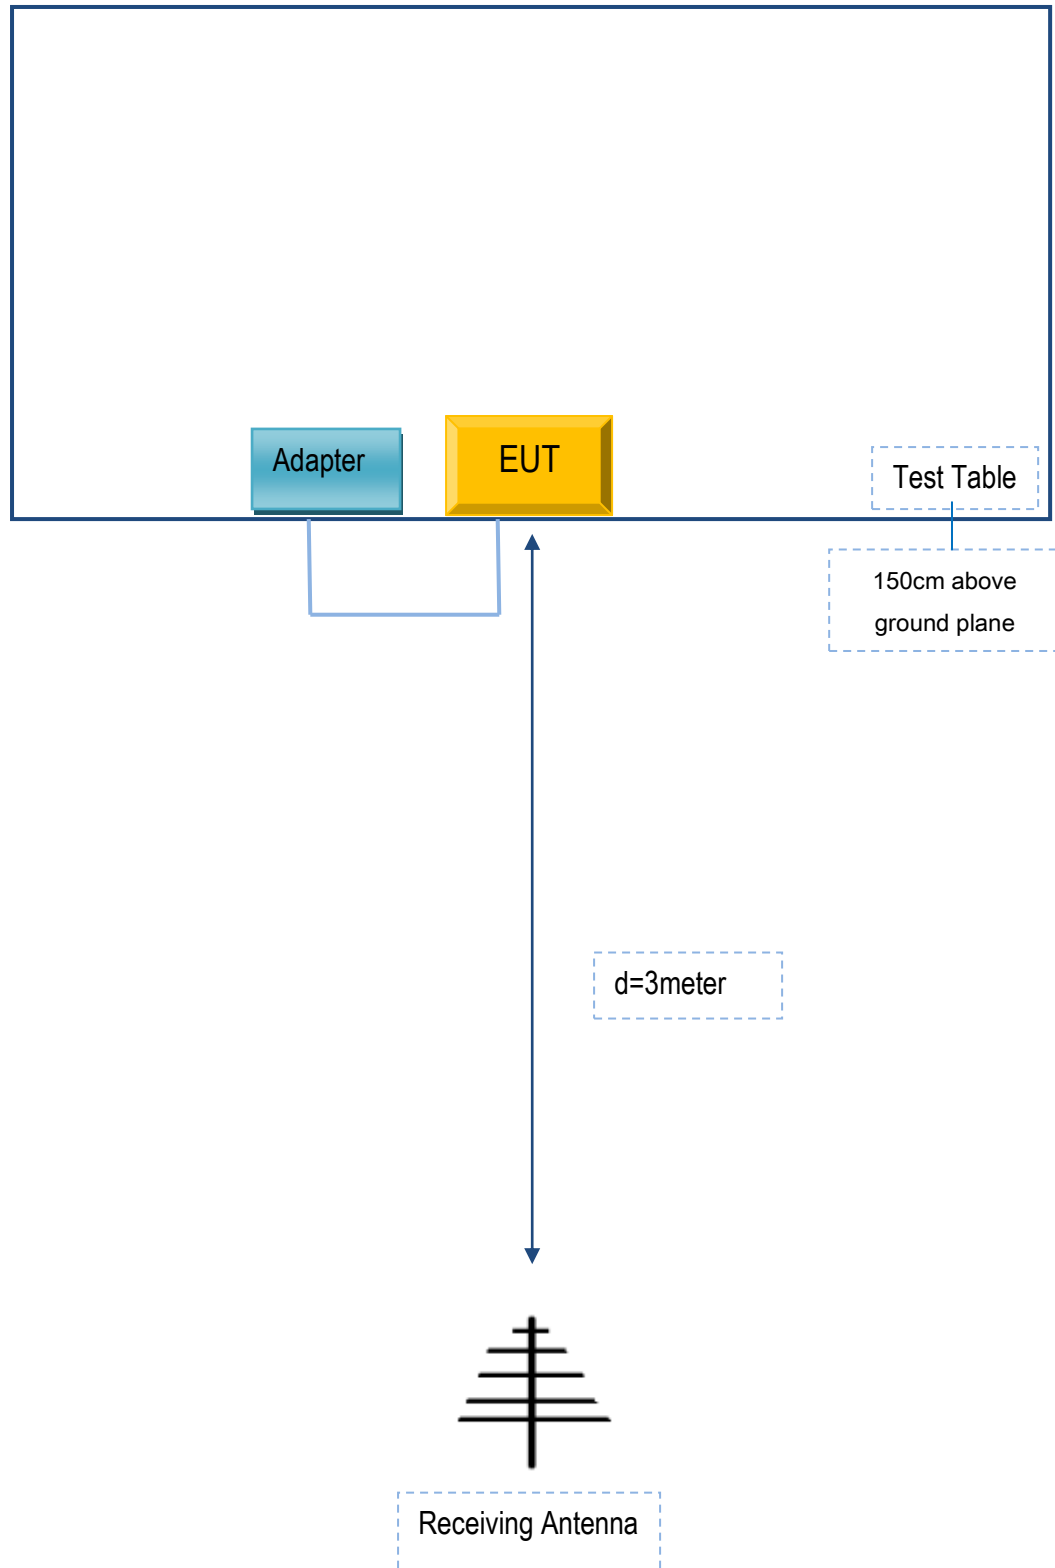 Adapter
EUT
Test Table
150cm above
ground plane
d=3meter
Receiving Antenna